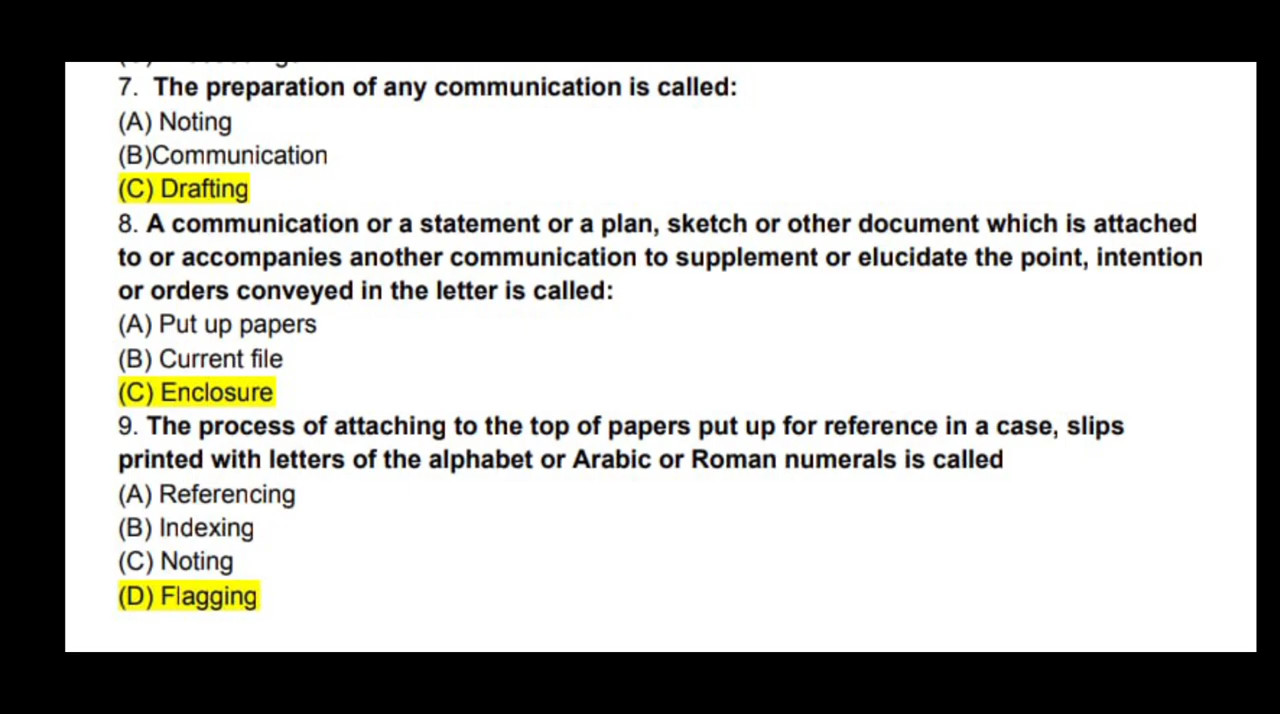 7. The preparation of any communication is called:
(A) Noting
(B)Communication
(C) Drafting
8. A communication or a statement or a plan, sketch or other document which is attached
to or accompanies another communication to supplement or elucidate the point, intention
or orders conveyed in the letter is called:
(A) Put up papers
(B) Current file
(C) Enclosure
9. The process of attaching to the top of papers put up for reference in a case, slips
printed with letters of the alphabet or Arabic or Roman numerals is called
(A) Referencing
(B) Indexing
(C) Noting
(D) Flagging